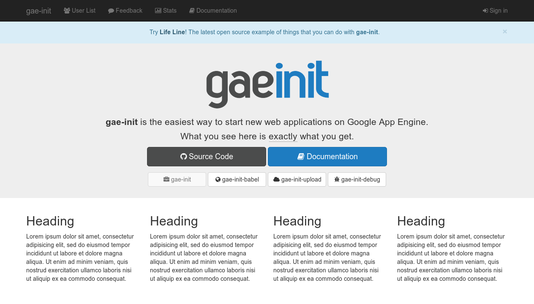 gae-init User List Feedback Stats Documentation Sign in
Try Life Line! The latest open source example of things that you can do with gae-init. ×
gaeinit
gae-init is the easiest way to start new web applications on Google App Engine.
What you see here is exactly what you get.
Source Code Documentation
gae-init gae-init-babel gae-init-upload gae-init-debug
Heading Heading Heading Heading
Lorem ipsum dolor sit amet, consectetur
adipisicing elit, sed do eiusmod tempor
incididunt ut labore et dolore magna
aliqua. Ut enim ad minim veniam, quis
nostrud exercitation ullamco laboris nisi
ut aliquip ex ea commodo consequat.
Lorem ipsum dolor sit amet, consectetur
adipisicing elit, sed do eiusmod tempor
incididunt ut labore et dolore magna
aliqua. Ut enim ad minim veniam, quis
nostrud exercitation ullamco laboris nisi
ut aliquip ex ea commodo consequat.
Lorem ipsum dolor sit amet, consectetur
adipisicing elit, sed do eiusmod tempor
incididunt ut labore et dolore magna
aliqua. Ut enim ad minim veniam, quis
nostrud exercitation ullamco laboris nisi
ut aliquip ex ea commodo consequat.
Lorem ipsum dolor sit amet, consectetur
adipisicing elit, sed do eiusmod tempor
incididunt ut labore et dolore magna
aliqua. Ut enim ad minim veniam, quis
nostrud exercitation ullamco laboris nisi
ut aliquip ex ea commodo consequat.